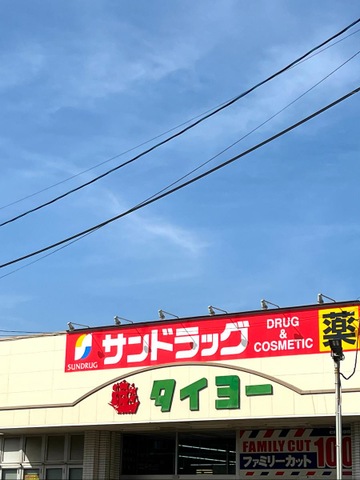 サンドラッグ
SUNDRUG
DRUG
&
COSMETIC
薬
タイヨー
FAMILY CUT 100
ファミリーカット